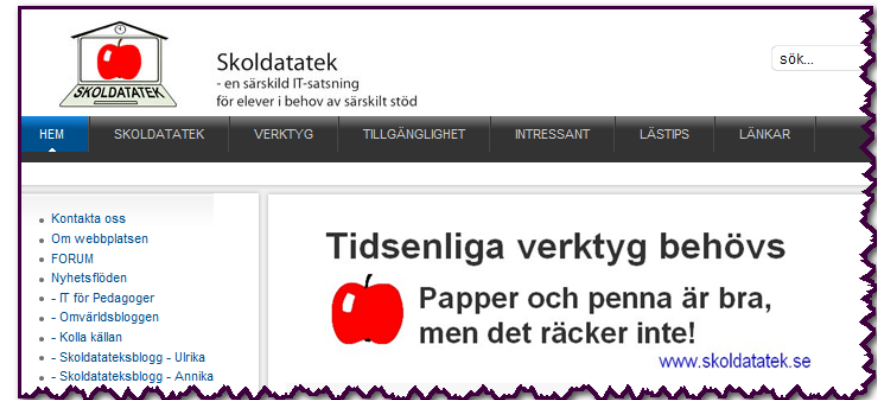 SKOLDATATEK
Skoldatatek
- en särskild IT-satsning
för elever i behov av särskilt stöd
sök...
HEM SKOLDATATEK VERKTYG TILLGÄNGLIGHET INTRESSANT LÄSTIPS LÄNKAR
Kontakta oss
Om webbplatsen
FORUM
Nyhetsflöden
- IT för Pedagoger
- Omvärldsbloggen
- Kolla källan
- Skoldatateksblogg - Ulrika
- Skoldatateksblogg - Annika
Tidsenliga verktyg behövs
Papper och penna är bra,
men det räcker inte!
www.skoldatatek.se